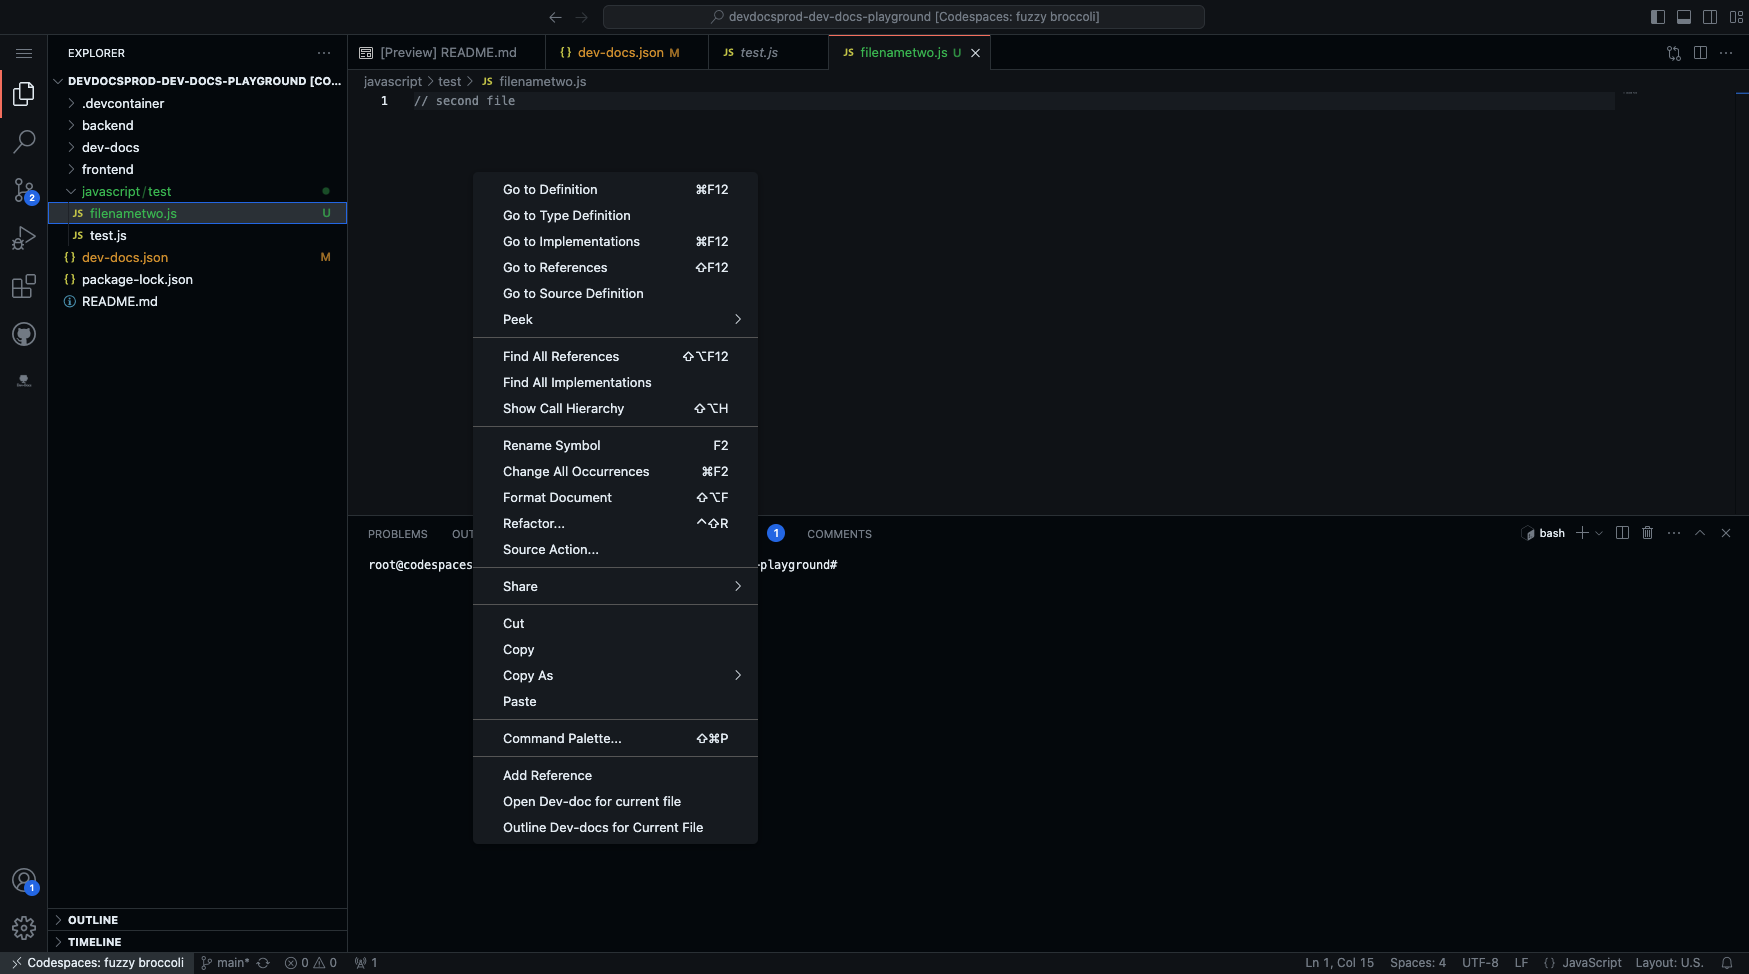 devdocsprod-dev-docs-playground [Codespaces: fuzzy broccoli]
EXPLORER
DEVDOCSPROD-DEV-DOCS-PLAYGROUND [CO...
.devcontainer
backend
dev-docs
frontend
javascript/test
JS filenametwo.js U
JS test.js
{} dev-docs.json M
{} package-lock.json
README.md
OUTLINE
TIMELINE
2
1
[Preview] README.md
{} dev-docs.json M
JS test.js
JS filenametwo.js U
javascript > test > JS filenametwo.js
1 // second file
Go to Definition ⌘F12
Go to Type Definition
Go to Implementations ⌘F12
Go to References ⇧F12
Go to Source Definition
Peek
Find All References ⇧⌥F12
Find All Implementations
Show Call Hierarchy ⇧⌥H
Rename Symbol F2
Change All Occurrences ⌘F2
Format Document ⇧⌥F
Refactor... ^⇧R
Source Action...
Share
Cut
Copy
Copy As
Paste
Command Palette... ⇧⌘P
Add Reference
Open Dev-doc for current file
Outline Dev-docs for Current File
PROBLEMS OUT 1 COMMENTS
bash
root@codespaces -playground#
Codespaces: fuzzy broccoli main* 0 0 1
Ln 1, Col 15 Spaces: 4 UTF-8 LF {} JavaScript Layout: U.S.